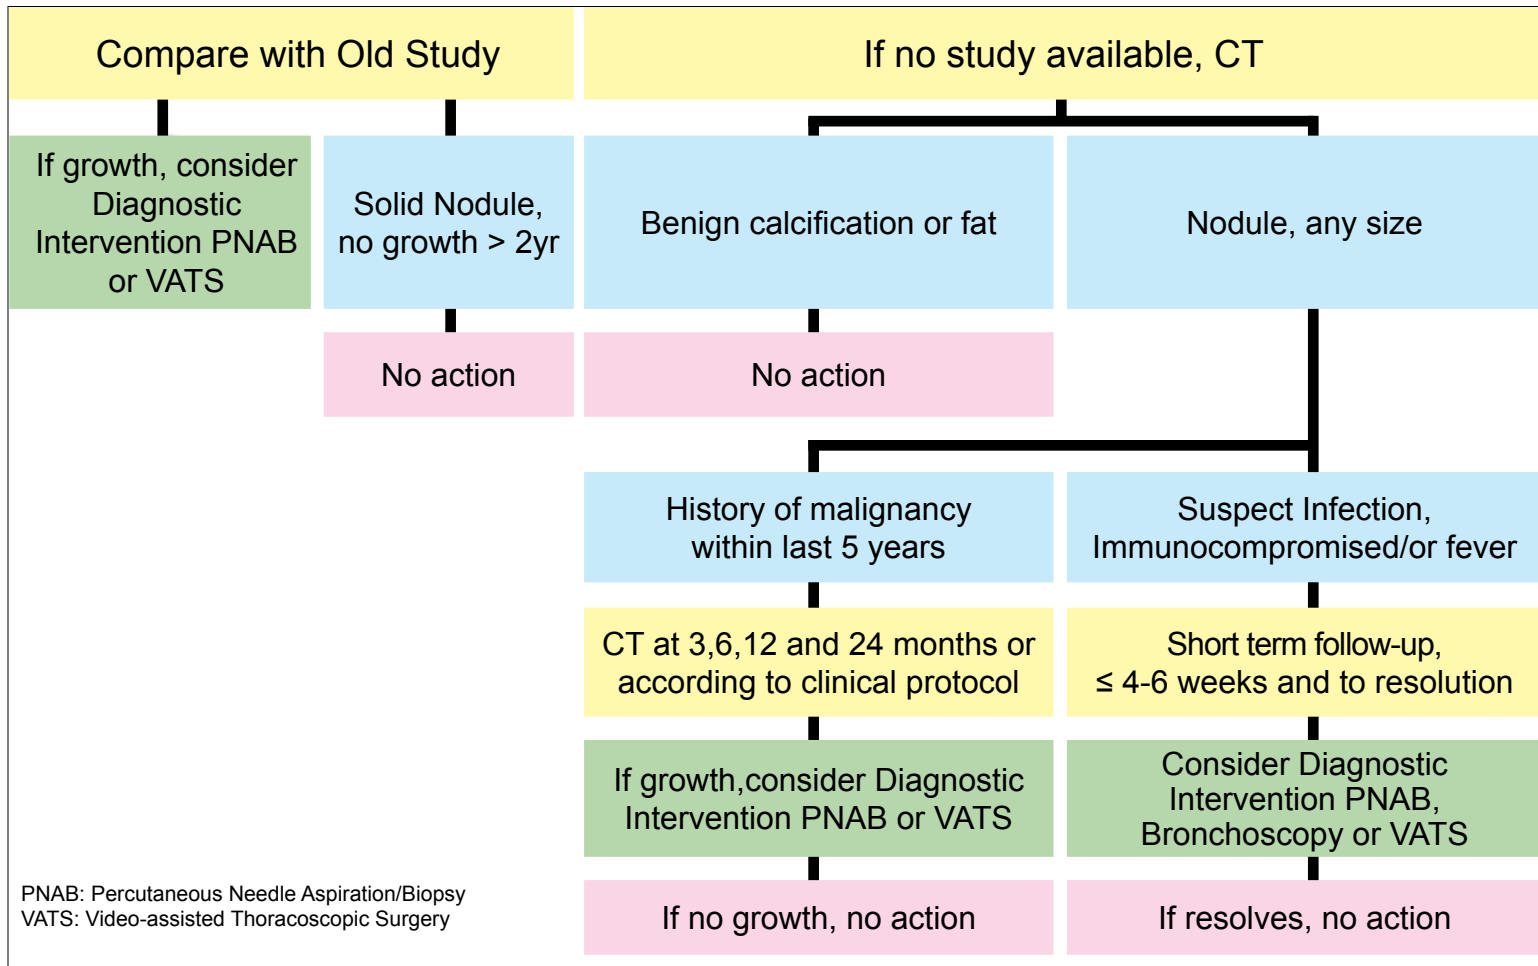 Compare with Old Study
If no study available, CT
If growth, consider
Diagnostic
Intervention PNAB
or VATS
Solid Nodule,
no growth > 2yr
Benign calcification or fat
Nodule, any size
No action
No action
History of malignancy
within last 5 years
Suspect Infection,
Immunocompromised/or fever
CT at 3,6,12 and 24 months or
according to clinical protocol
Short term follow-up,
≤ 4-6 weeks and to resolution
If growth,consider Diagnostic
Intervention PNAB or VATS
Consider Diagnostic
Intervention PNAB,
Bronchoscopy or VATS
If no growth, no action
If resolves, no action
PNAB: Percutaneous Needle Aspiration/Biopsy
VATS: Video-assisted Thoracoscopic Surgery